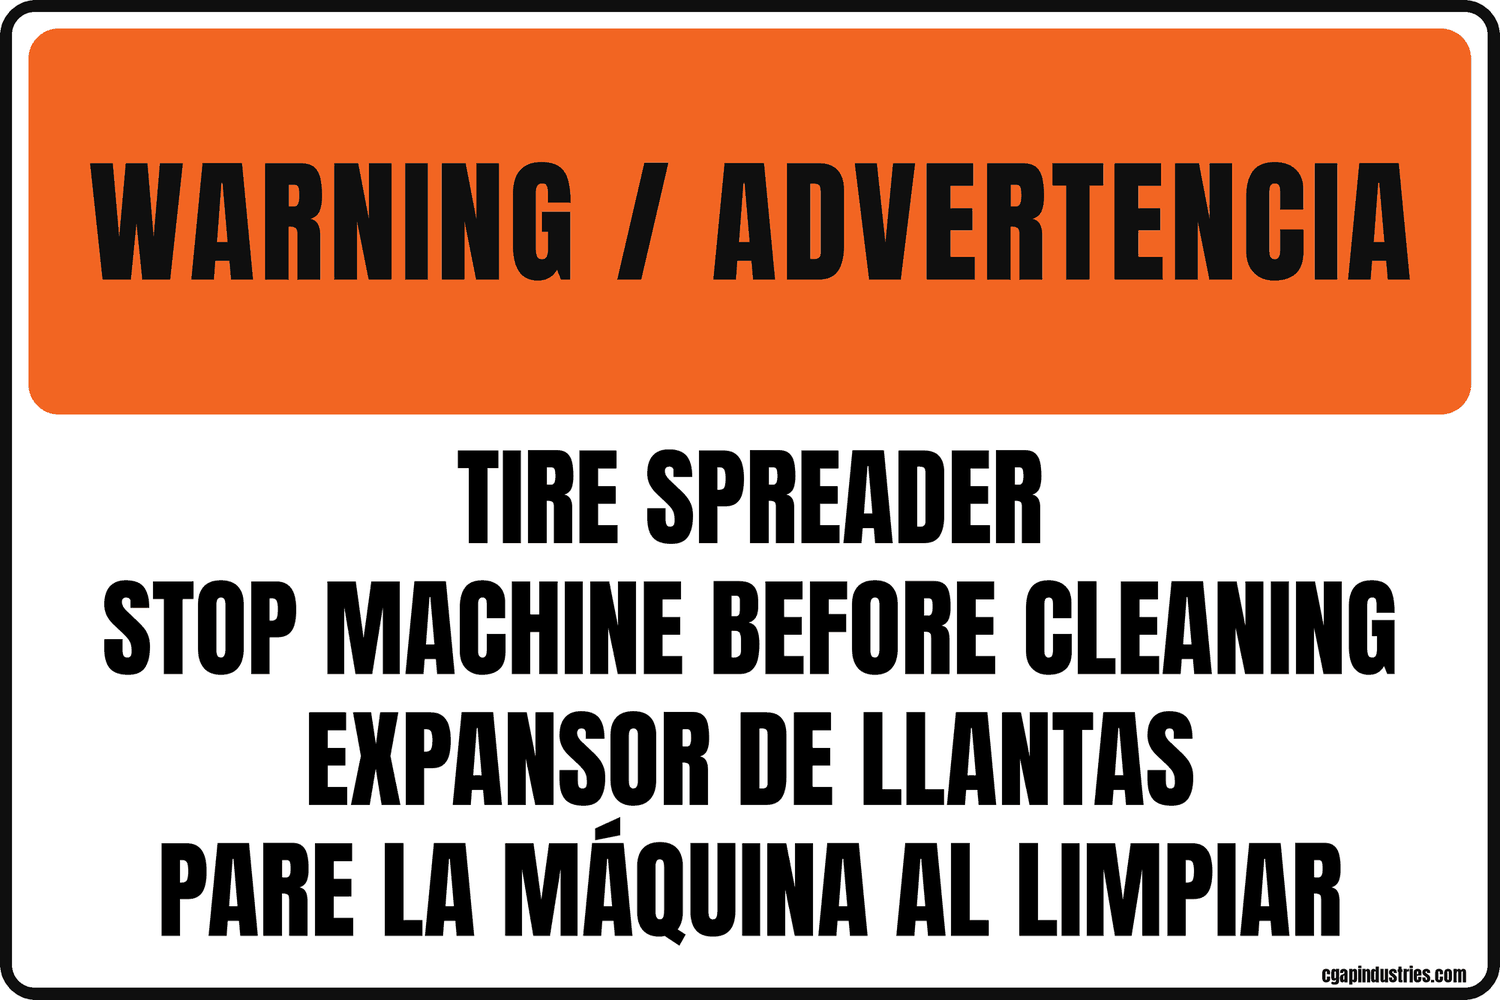 WARNING / ADVERTENCIA
TIRE SPREADER
STOP MACHINE BEFORE CLEANING
EXPANSOR DE LLANTAS
PARE LA MÁQUINA AL LIMPIAR
cgapindustries.com